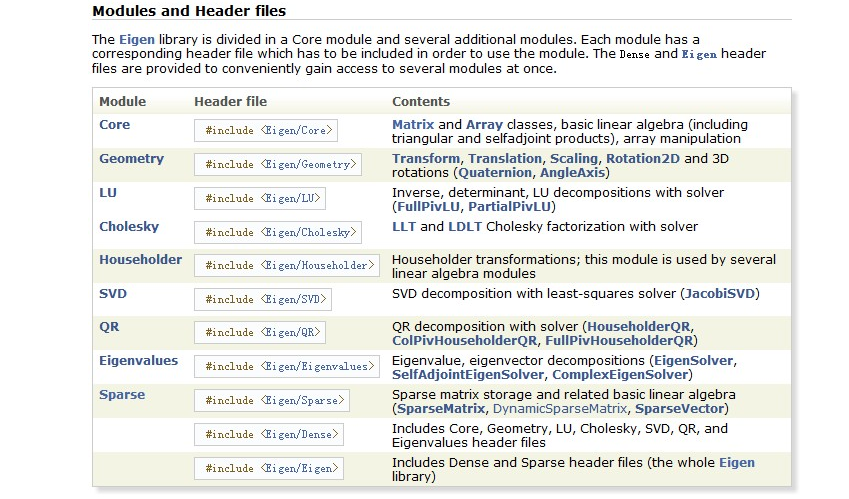 Modules and Header files
The Eigen library is divided in a Core module and several additional modules. Each module has a
corresponding header file which has to be included in order to use the module. The Dense and Eigen header
files are provided to conveniently gain access to several modules at once.
Module Header file Contents
Core #include <Eigen/Core> Matrix and Array classes, basic linear algebra (including
triangular and selfadjoint products), array manipulation
Geometry #include <Eigen/Geometry> Transform, Translation, Scaling, Rotation2D and 3D
rotations (Quaternion, AngleAxis)
LU #include <Eigen/LU> Inverse, determinant, LU decompositions with solver
(FullPivLU, PartialPivLU)
Cholesky #include <Eigen/Cholesky> LLT and LDLT Cholesky factorization with solver
Householder #include <Eigen/Householder> Householder transformations; this module is used by several
linear algebra modules
SVD #include <Eigen/SVD> SVD decomposition with least-squares solver (JacobiSVD)
QR #include <Eigen/QR> QR decomposition with solver (HouseholderQR,
ColPivHouseholderQR, FullPivHouseholderQR)
Eigenvalues #include <Eigen/Eigenvalues> Eigenvalue, eigenvector decompositions (EigenSolver,
SelfAdjointEigenSolver, ComplexEigenSolver)
Sparse #include <Eigen/Sparse> Sparse matrix storage and related basic linear algebra
(SparseMatrix, DynamicSparseMatrix, SparseVector)
#include <Eigen/Dense> Includes Core, Geometry, LU, Cholesky, SVD, QR, and
Eigenvalues header files
#include <Eigen/Eigen> Includes Dense and Sparse header files (the whole Eigen
library)